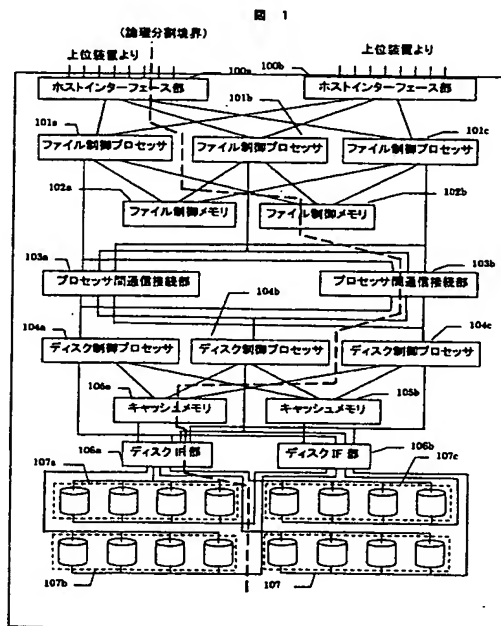 図 1
(論理分割境界)
上位装置より
上位装置より
100a
100b
ホストインターフェース部
ホストインターフェース部
101a
101b
101c
ファイル制御プロセッサ
ファイル制御プロセッサ
ファイル制御プロセッサ
102a
102b
ファイル制御メモリ
ファイル制御メモリ
103a
103b
プロセッサ間通信接続部
プロセッサ間通信接続部
104a
104b
104c
ディスク制御プロセッサ
ディスク制御プロセッサ
ディスク制御プロセッサ
105a
105b
キャッシュメモリ
キャッシュメモリ
106a
ディスクIF部
ディスクIF部
106b
107a
107c
107b
107